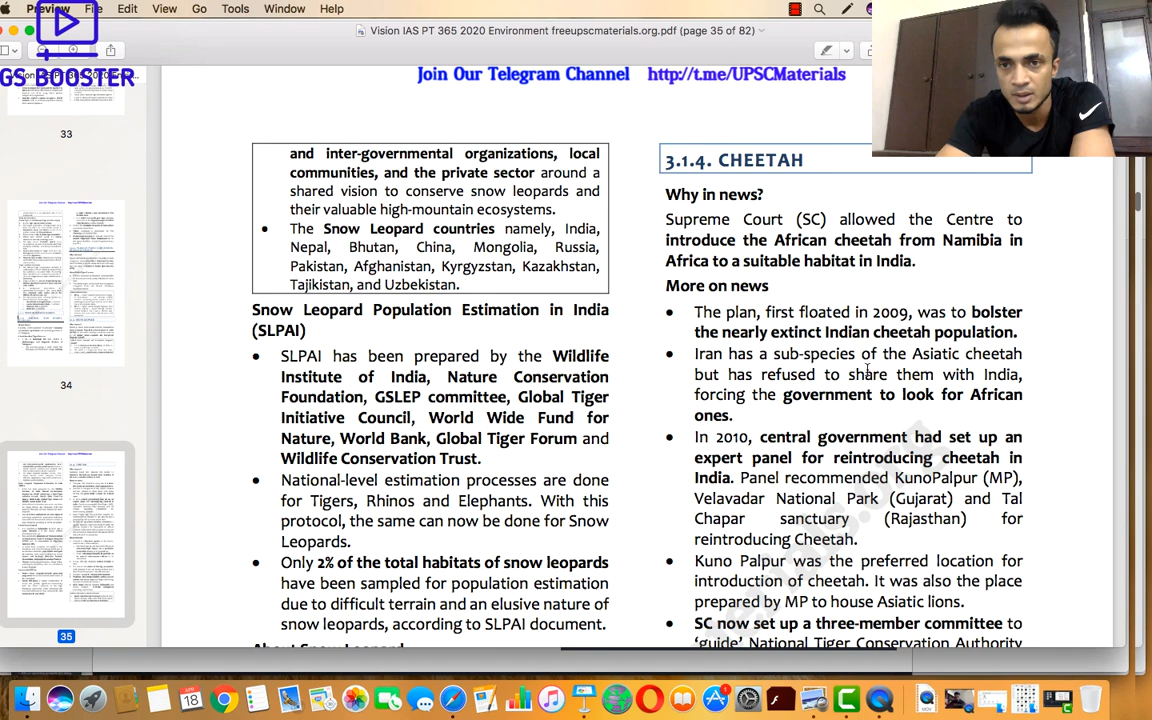 Preview File Edit View Go Tools Window Help
Vision IAS PT 365 2020 Environment freeupscmaterials.org.pdf (page 35 of 82)
GS BOOSTER
33
34
35
Join Our Telegram Channel http://t.me/UPSCMaterials
and inter-governmental organizations, local
communities, and the private sector around a
shared vision to conserve snow leopards and
their valuable high-mountain ecosystems.
• The Snow Leopard countries namely, India,
Nepal, Bhutan, China, Mongolia, Russia,
Pakistan, Afghanistan, Kyrgyzstan, Kazakhstan,
Tajikistan, and Uzbekistan.
Snow Leopard Population Estimation in India
(SLPAI)
• SLPAI has been prepared by the Wildlife
Institute of India, Nature Conservation
Foundation, GSLEP committee, Global Tiger
Initiative Council, World Wide Fund for
Nature, World Bank, Global Tiger Forum and
Wildlife Conservation Trust.
• National-level estimation processes are done
for Tigers, Rhinos and Elephants. With this
protocol, the same can now be done for Snow
Leopards.
• Only 2% of the total habitats of snow leopards
have been sampled for population estimation
due to difficult terrain and an elusive nature of
snow leopards, according to SLPAI document.
About Snow Leopard
3.1.4. CHEETAH
Why in news?
Supreme Court (SC) allowed the Centre to
introduce the African cheetah from Namibia in
Africa to a suitable habitat in India.
More on news
• The plan, first floated in 2009, was to bolster
the nearly extinct Indian cheetah population.
• Iran has a sub-species of the Asiatic cheetah
but has refused to share them with India,
forcing the government to look for African
ones.
• In 2010, central government had set up an
expert panel for reintroducing cheetah in
India. Panel recommended KunoPalpur (MP),
Velavadar National Park (Gujarat) and Tal
Chapar sanctuary (Rajasthan) for
reintroducing Cheetah.
• Kuno Palpur was the preferred location for
introduction of cheetah. It was also the place
prepared by MP to house Asiatic lions.
• SC now set up a three-member committee to
'guide' National Tiger Conservation Authority
APR
18